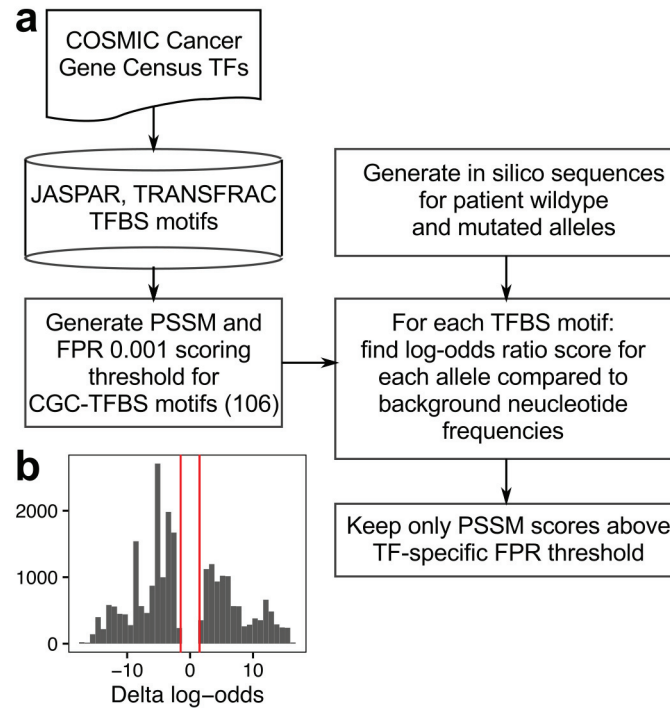 a
COSMIC Cancer
Gene Census TFs
JASPAR, TRANSFRAC
TFBS motifs
Generate PSSM and
FPR 0.001 scoring
threshold for
CGC-TFBS motifs (106)
Generate in silico sequences
for patient wildype
and mutated alleles
For each TFBS motif:
find log-odds ratio score for
each allele compared to
background neucleotide
frequencies
Keep only PSSM scores above
TF-specific FPR threshold
b
2000
1000
0
−10
0
10
Delta log−odds